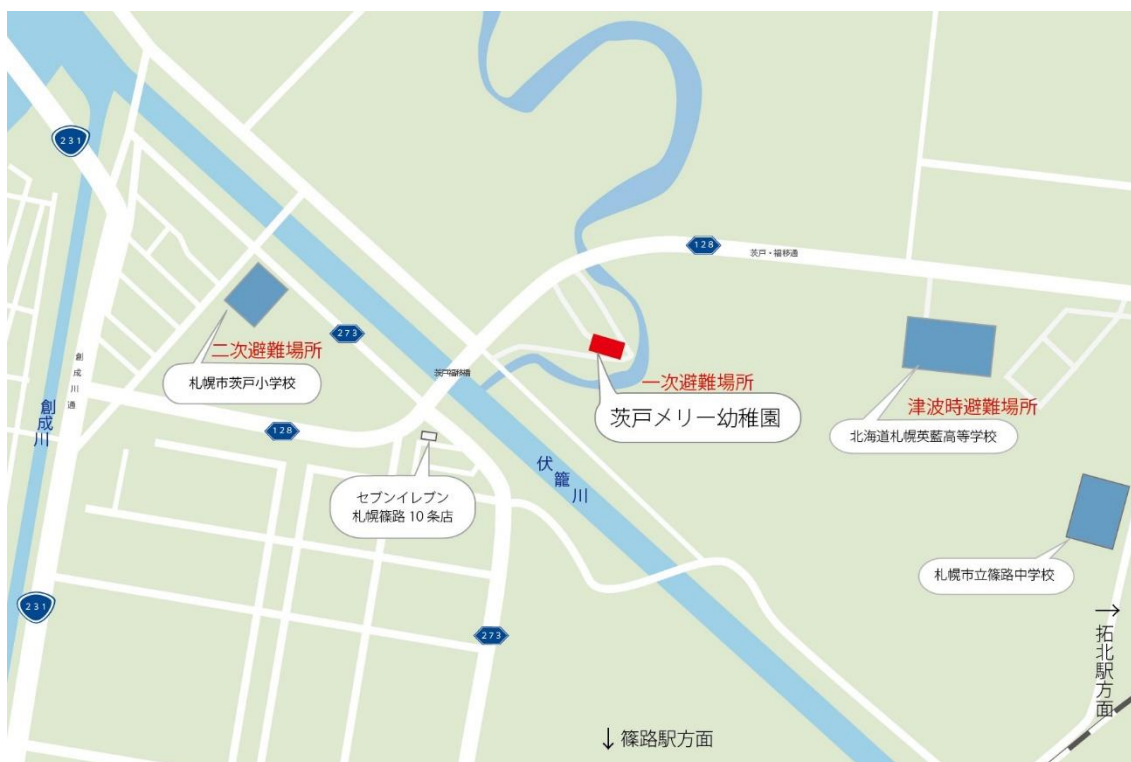 231
128
茨戸・福移通
二次避難場所
札幌市茨戸小学校
273
茨戸福移橋
創成川通
創成川
128
一次避難場所
茨戸メリー幼稚園
津波時避難場所
北海道札幌英藍高等学校
セブンイレブン
札幌篠路 10 条店
伏籠川
札幌市立篠路中学校
231
273
→
拓北駅方面
↓ 篠路駅方面